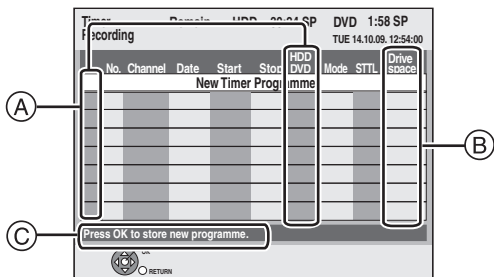 Timer Remain HDD 30:24 SP DVD 1:58 SP
Recording TUE 14.10.09. 12:54:00
No. Channel Date Start Stop HDD DVD Mode STTL Drive space
New Timer Programme
A
B
C
Press OK to store new programme.
OK
RETURN